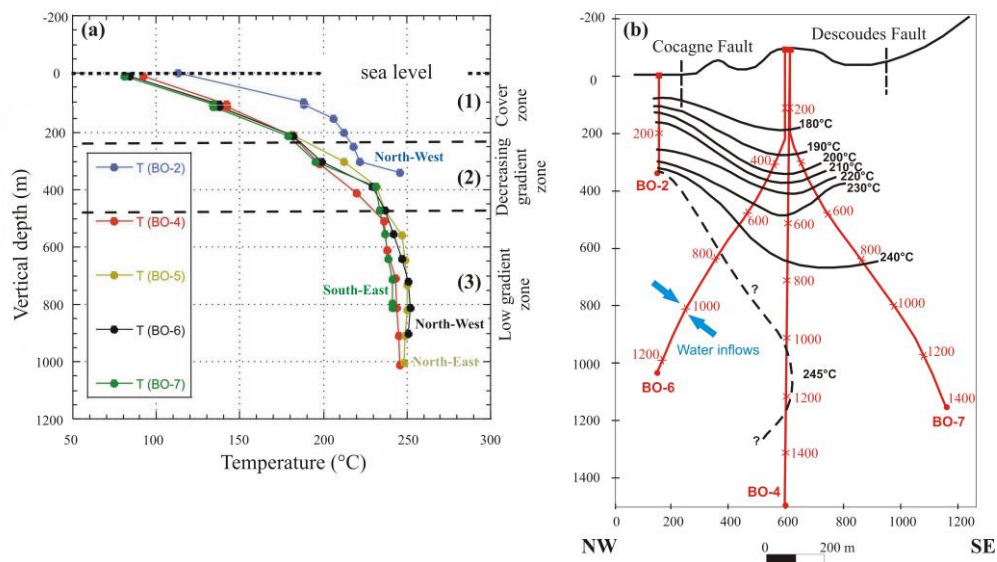 (a)
-200
0
200
400
600
800
1000
1200
Vertical depth (m)
50
100
150
200
250
300
Temperature (°C)
sea level
(1)
(2)
(3)
Cover
zone
Decreasing
gradient
zone
Low gradient
zone
North-West
South-East
North-West
North-East
T (BO-2)
T (BO-4)
T (BO-5)
T (BO-6)
T (BO-7)
(b)
Cocagne Fault
Descoudes Fault
-200
0
200
400
600
800
1000
1200
1400
200
BO-2
200
400
600
800
1000
1200
BO-6
600
800
1000
1200
1400
BO-4
600
800
1000
1200
1400
BO-7
180°C
190°C
200°C
210°C
220°C
230°C
240°C
245°C
?
?
Water inflows
0
200
400
600
800
1000
1200
NW
SE
0
200 m